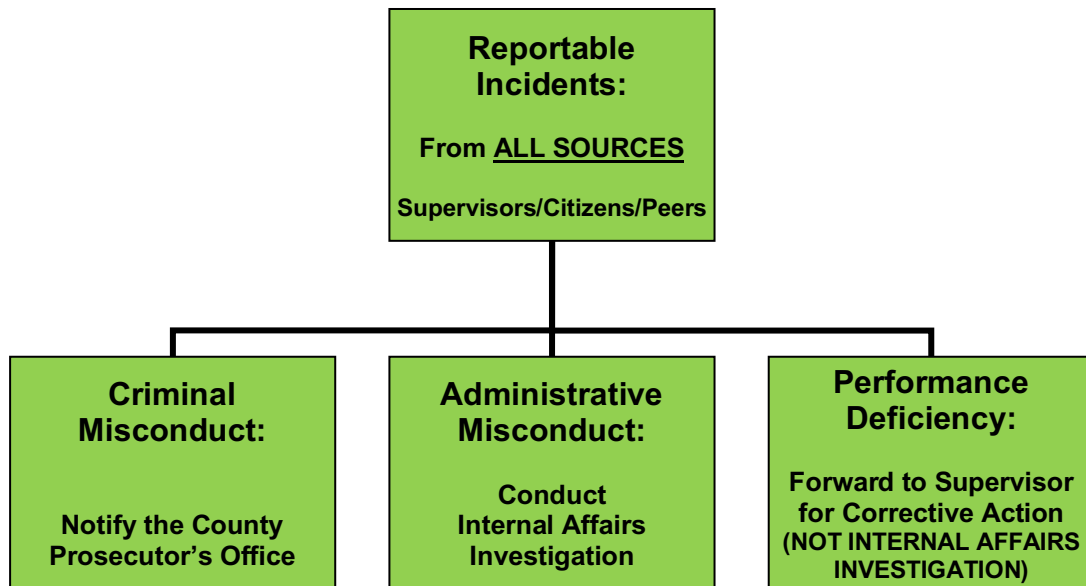 Reportable
Incidents:
From ALL SOURCES
Supervisors/Citizens/Peers
Criminal
Misconduct:
Notify the County
Prosecutor’s Office
Administrative
Misconduct:
Conduct
Internal Affairs
Investigation
Performance
Deficiency:
Forward to Supervisor
for Corrective Action
(NOT INTERNAL AFFAIRS
INVESTIGATION)